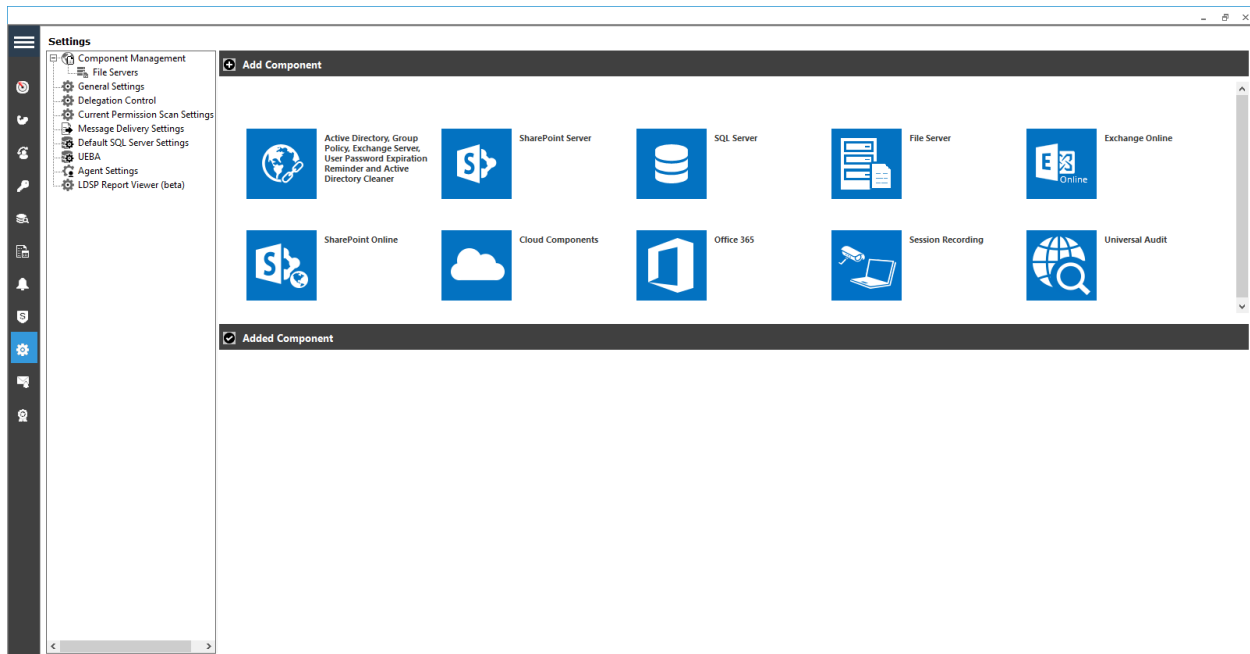 Settings
Component Management
File Servers
General Settings
Delegation Control
Current Permission Scan Settings
Message Delivery Settings
Default SQL Server Settings
UEBA
Agent Settings
LDSP Report Viewer (beta)
Add Component
Active Directory, Group
Policy, Exchange Server,
User Password Expiration
Reminder and Active
Directory Cleaner
S
SharePoint Server
SQL Server
File Server
E
Online
Exchange Online
S
SharePoint Online
Cloud Components
Office 365
Session Recording
Universal Audit
Added Component
S